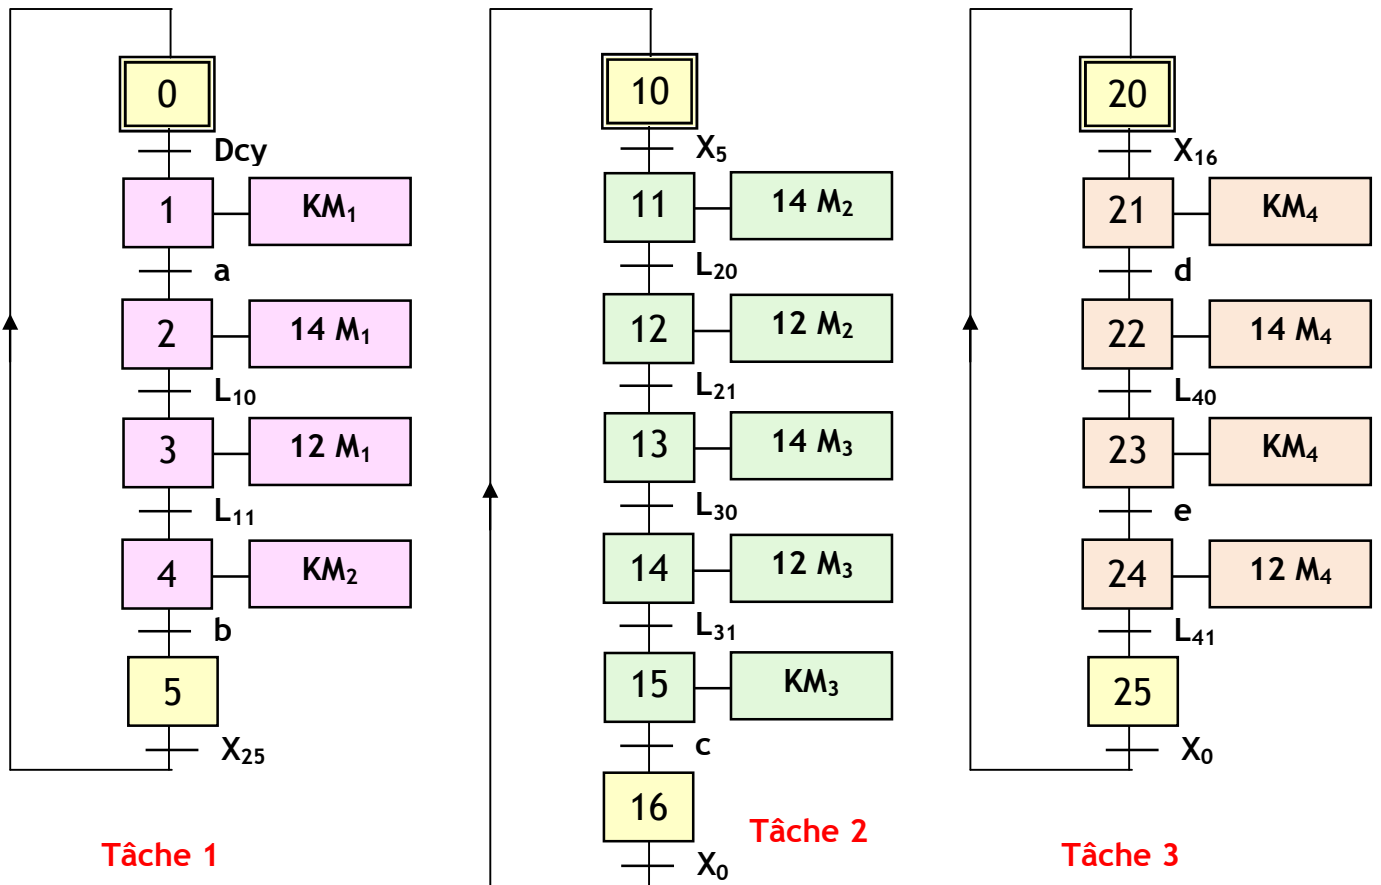 0
Dcy
1 KM₁
a
2 14 M₁
L₁₀
3 12 M₁
L₁₁
4 KM₂
b
5
X₂₅
Tâche 1
10
X₅
11 14 M₂
L₂₀
12 12 M₂
L₂₁
13 14 M₃
L₃₀
14 12 M₃
L₃₁
15 KM₃
c
16
X₀
Tâche 2
20
X₁₆
21 KM₄
d
22 14 M₄
L₄₀
23 KM₄
e
24 12 M₄
L₄₁
25
X₀
Tâche 3